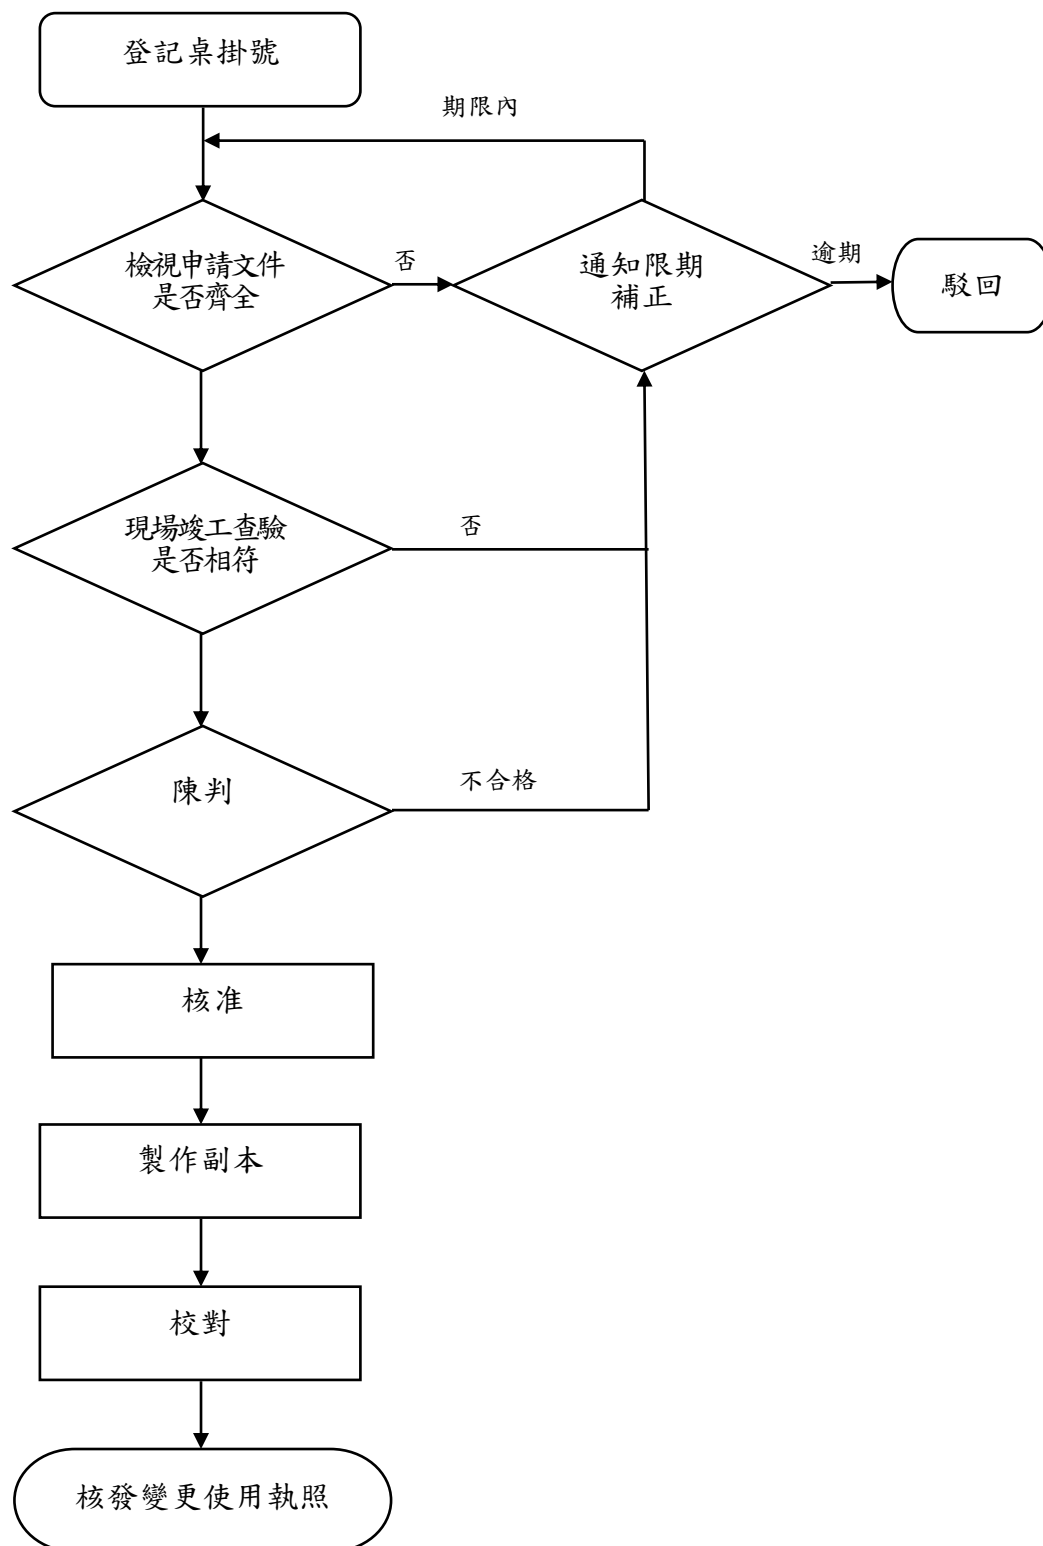 登記桌掛號
期限內
檢視申請文件
是否齊全
否
通知限期
補正
逾期
駁回
現場竣工查驗
是否相符
否
陳判
不合格
核准
製作副本
校對
核發變更使用執照